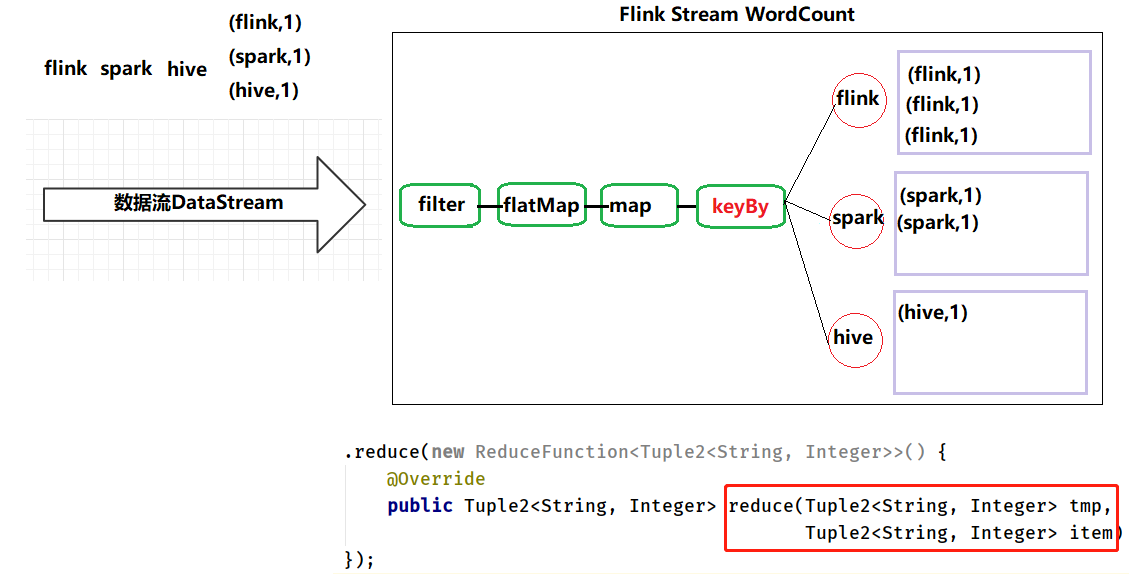 Flink Stream WordCount
flink spark hive
(flink,1)
(spark,1)
(hive,1)
数据流DataStream
filter
flatMap
map
keyBy
flink
(flink,1)
(flink,1)
(flink,1)
spark
(spark,1)
(spark,1)
hive
(hive,1)
.reduce(new ReduceFunction<Tuple2<String, Integer>>() {
@Override
public Tuple2<String, Integer> reduce(Tuple2<String, Integer> tmp,
Tuple2<String, Integer> item)
});